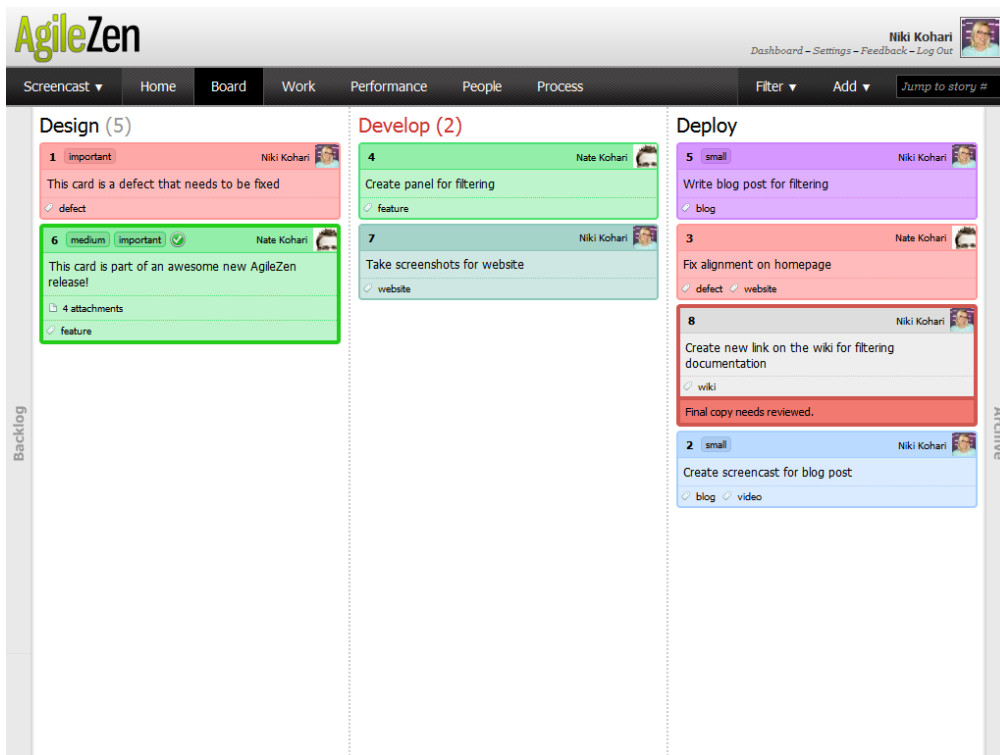 AgileZen
Niki Kohari
Dashboard – Settings – Feedback – Log Out
Screencast ▾ Home Board Work Performance People Process Filter ▾ Add ▾ Jump to story #
Backlog
Design (5)
1 important Niki Kohari
This card is a defect that needs to be fixed
defect
6 medium important Nate Kohari
This card is part of an awesome new AgileZen
release!
4 attachments
feature
Develop (2)
4 Nate Kohari
Create panel for filtering
feature
7 Niki Kohari
Take screenshots for website
website
Deploy
5 small Niki Kohari
Write blog post for filtering
blog
3 Nate Kohari
Fix alignment on homepage
defect website
8 Niki Kohari
Create new link on the wiki for filtering
documentation
wiki
Final copy needs reviewed.
2 small Niki Kohari
Create screencast for blog post
blog video
Archive